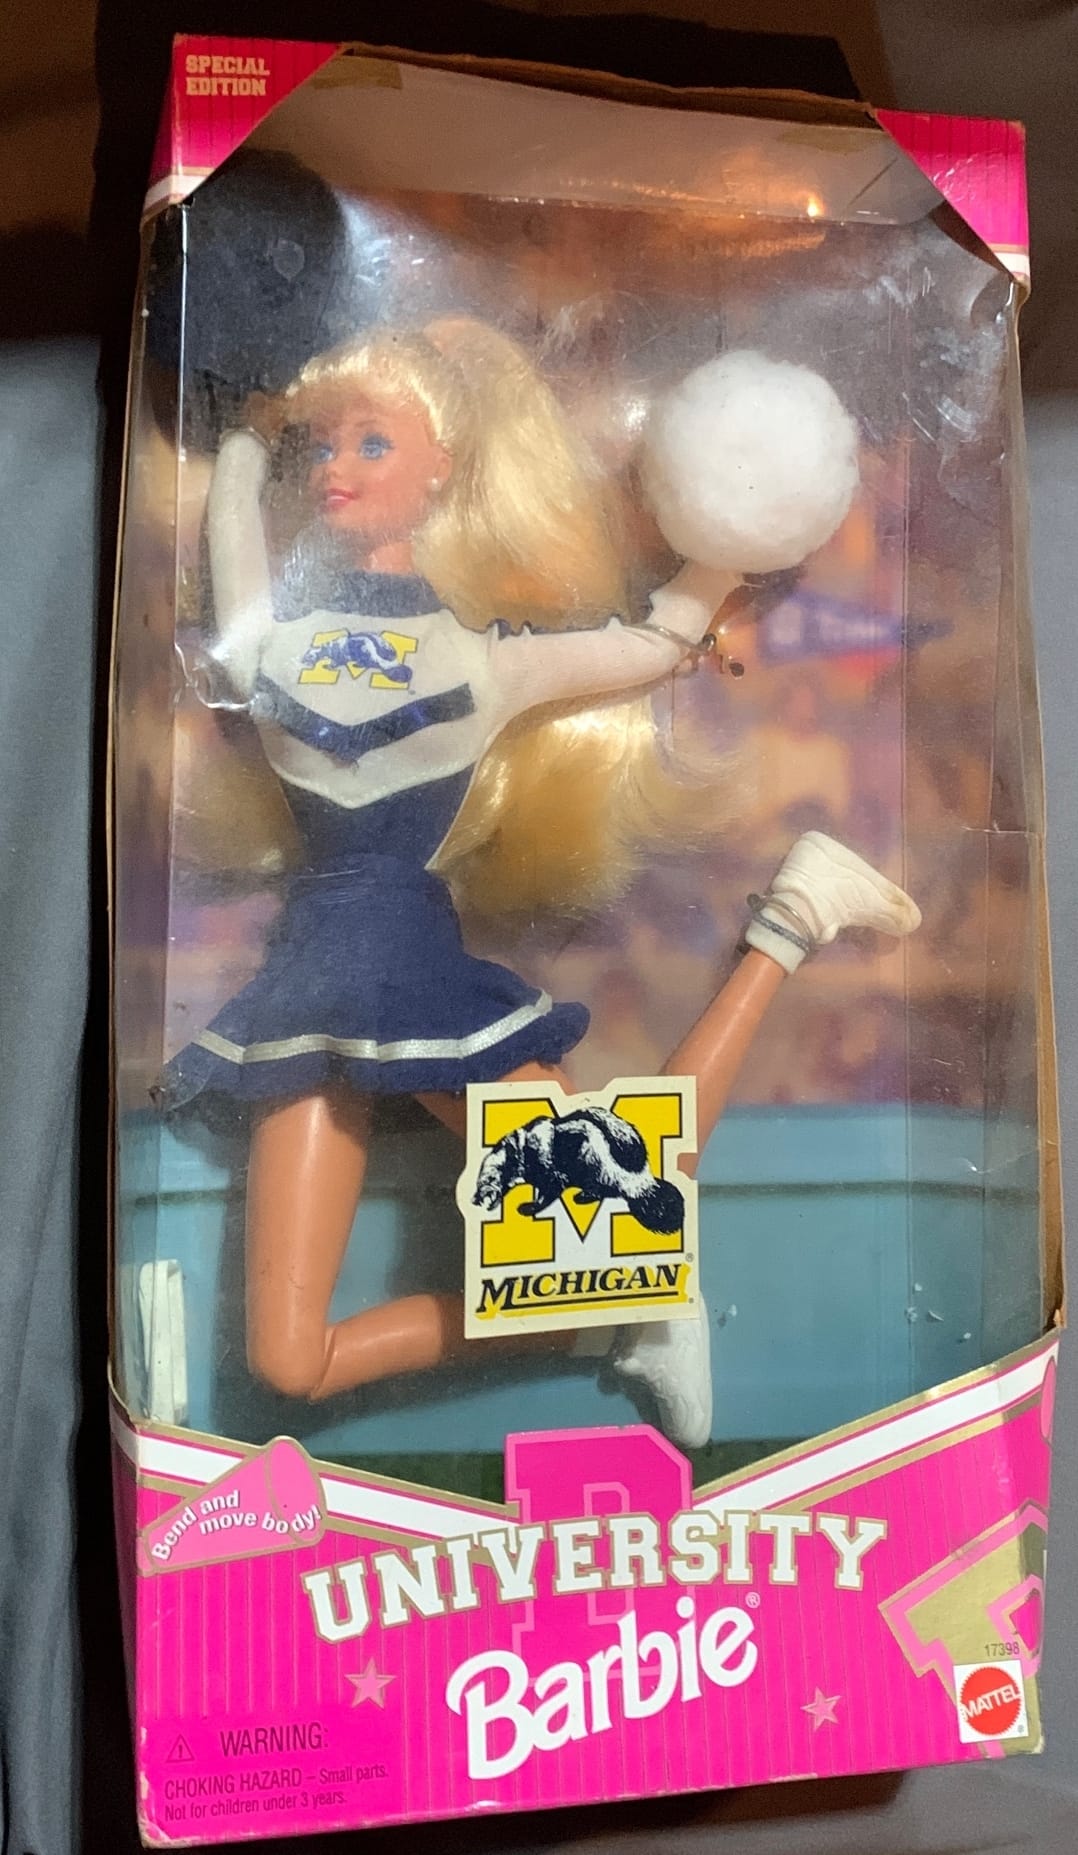 SPECIAL
EDITION
M
M
MICHIGAN
Bend and
move body!
B
UNIVERSITY
Barbie®
17398
MATTEL
WARNING:
CHOKING HAZARD – Small parts.
Not for children under 3 years.